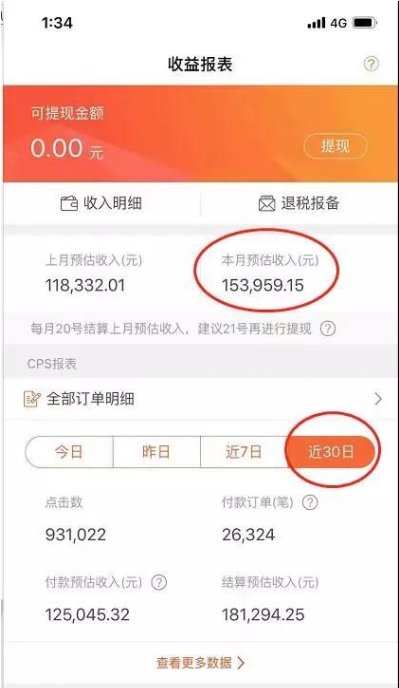 1:34
4G
收益报表
?
可提现金额
0.00 元
提现
收入明细
退税报备
上月预估收入(元)
本月预估收入(元)
118,332.01
153,959.15
每月20号结算上月预估收入，建议21号再进行提现 ?
CPS报表
全部订单明细
今日
昨日
近7日
近30日
点击数
付款订单(笔) ?
931,022
26,324
付款预估收入(元) ?
结算预估收入(元)
125,045.32
181,294.25
查看更多数据